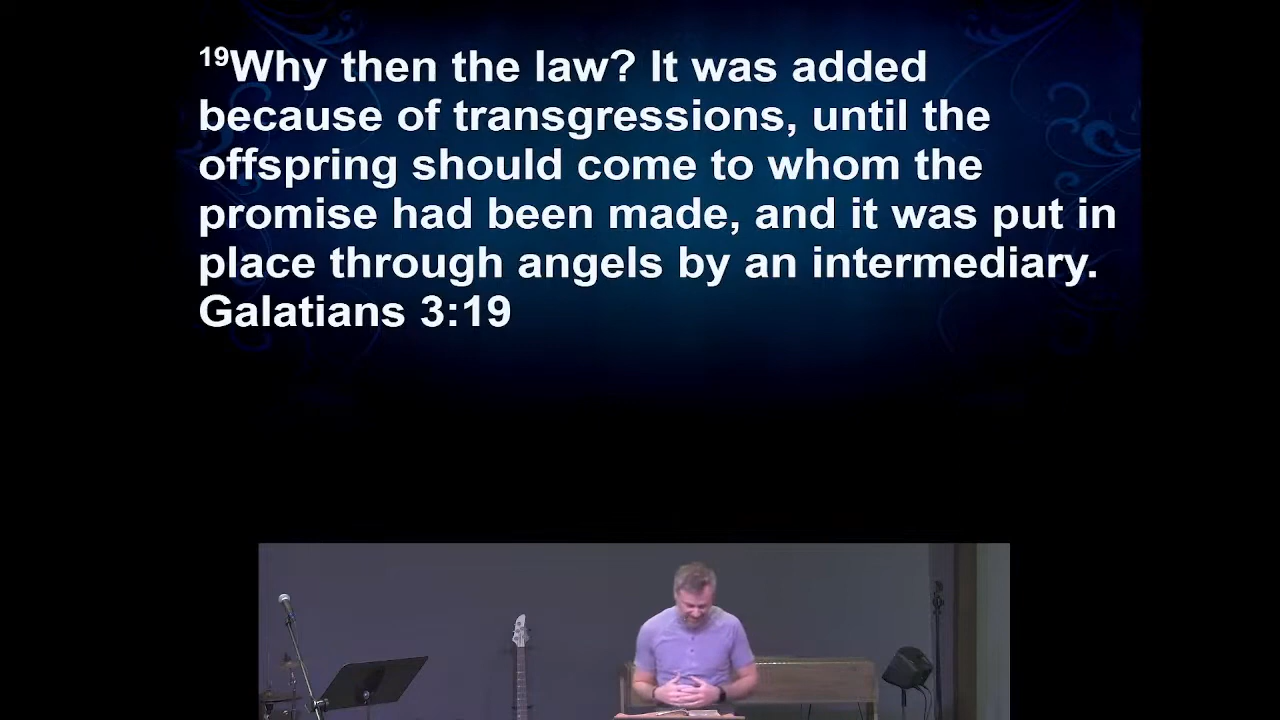 19Why then the law? It was added
because of transgressions, until the
offspring should come to whom the
promise had been made, and it was put in
place through angels by an intermediary.
Galatians 3:19